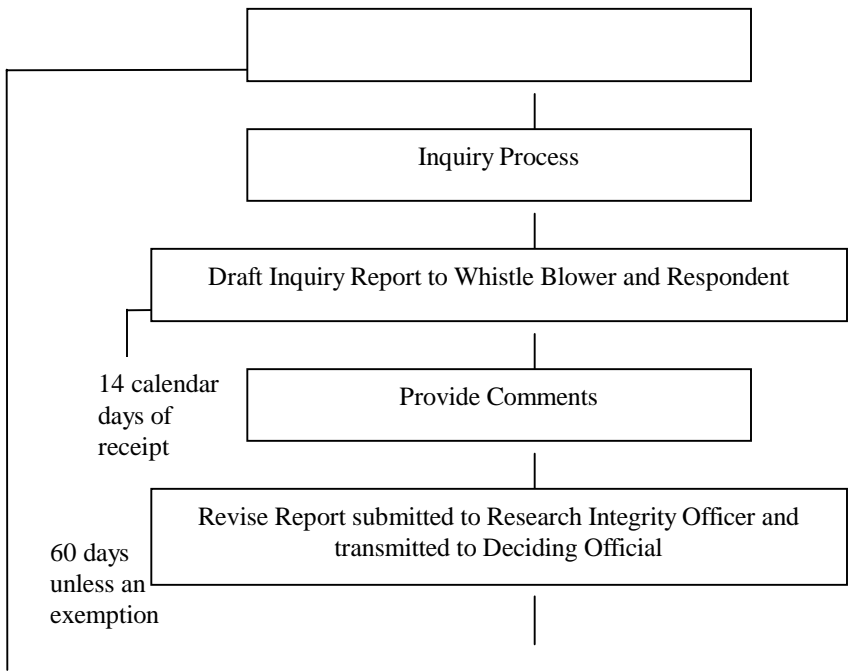 Inquiry Process
Draft Inquiry Report to Whistle Blower and Respondent
14 calendar
days of
receipt
Provide Comments
Revise Report submitted to Research Integrity Officer and
transmitted to Deciding Official
60 days
unless an
exemption